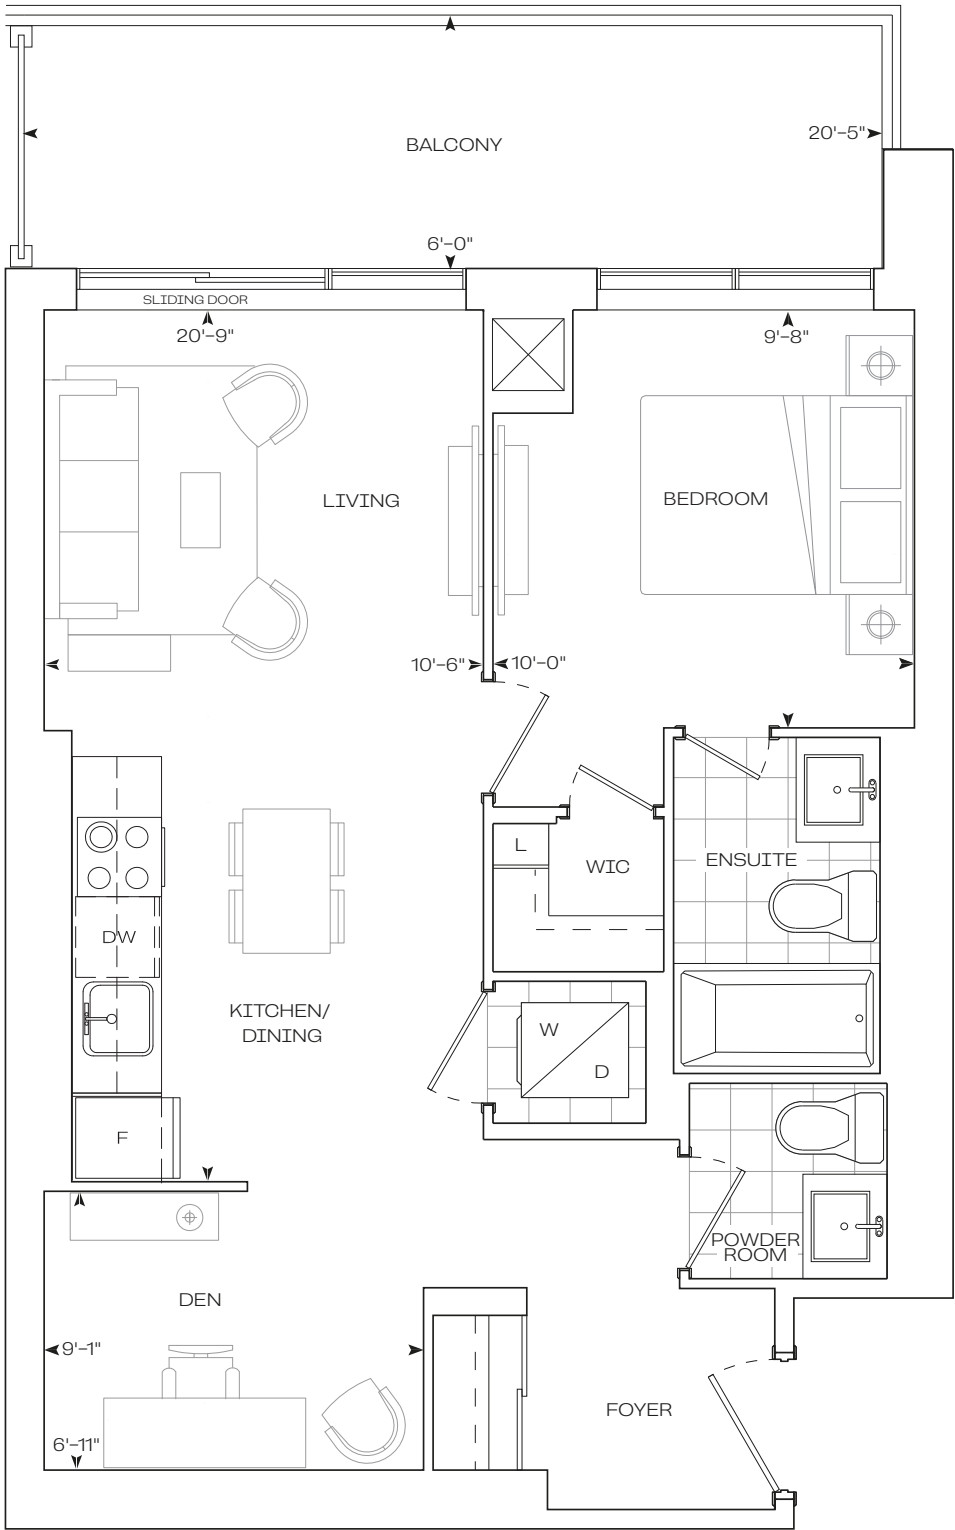 20'-5"
BALCONY
6'-0"
SLIDING DOOR
20'-9"
9'-8"
LIVING
BEDROOM
10'-6"
10'-0"
L
WIC
ENSUITE
DW
KITCHEN/
DINING
W
D
F
POWDER
ROOM
DEN
9'-1"
FOYER
6'-11"